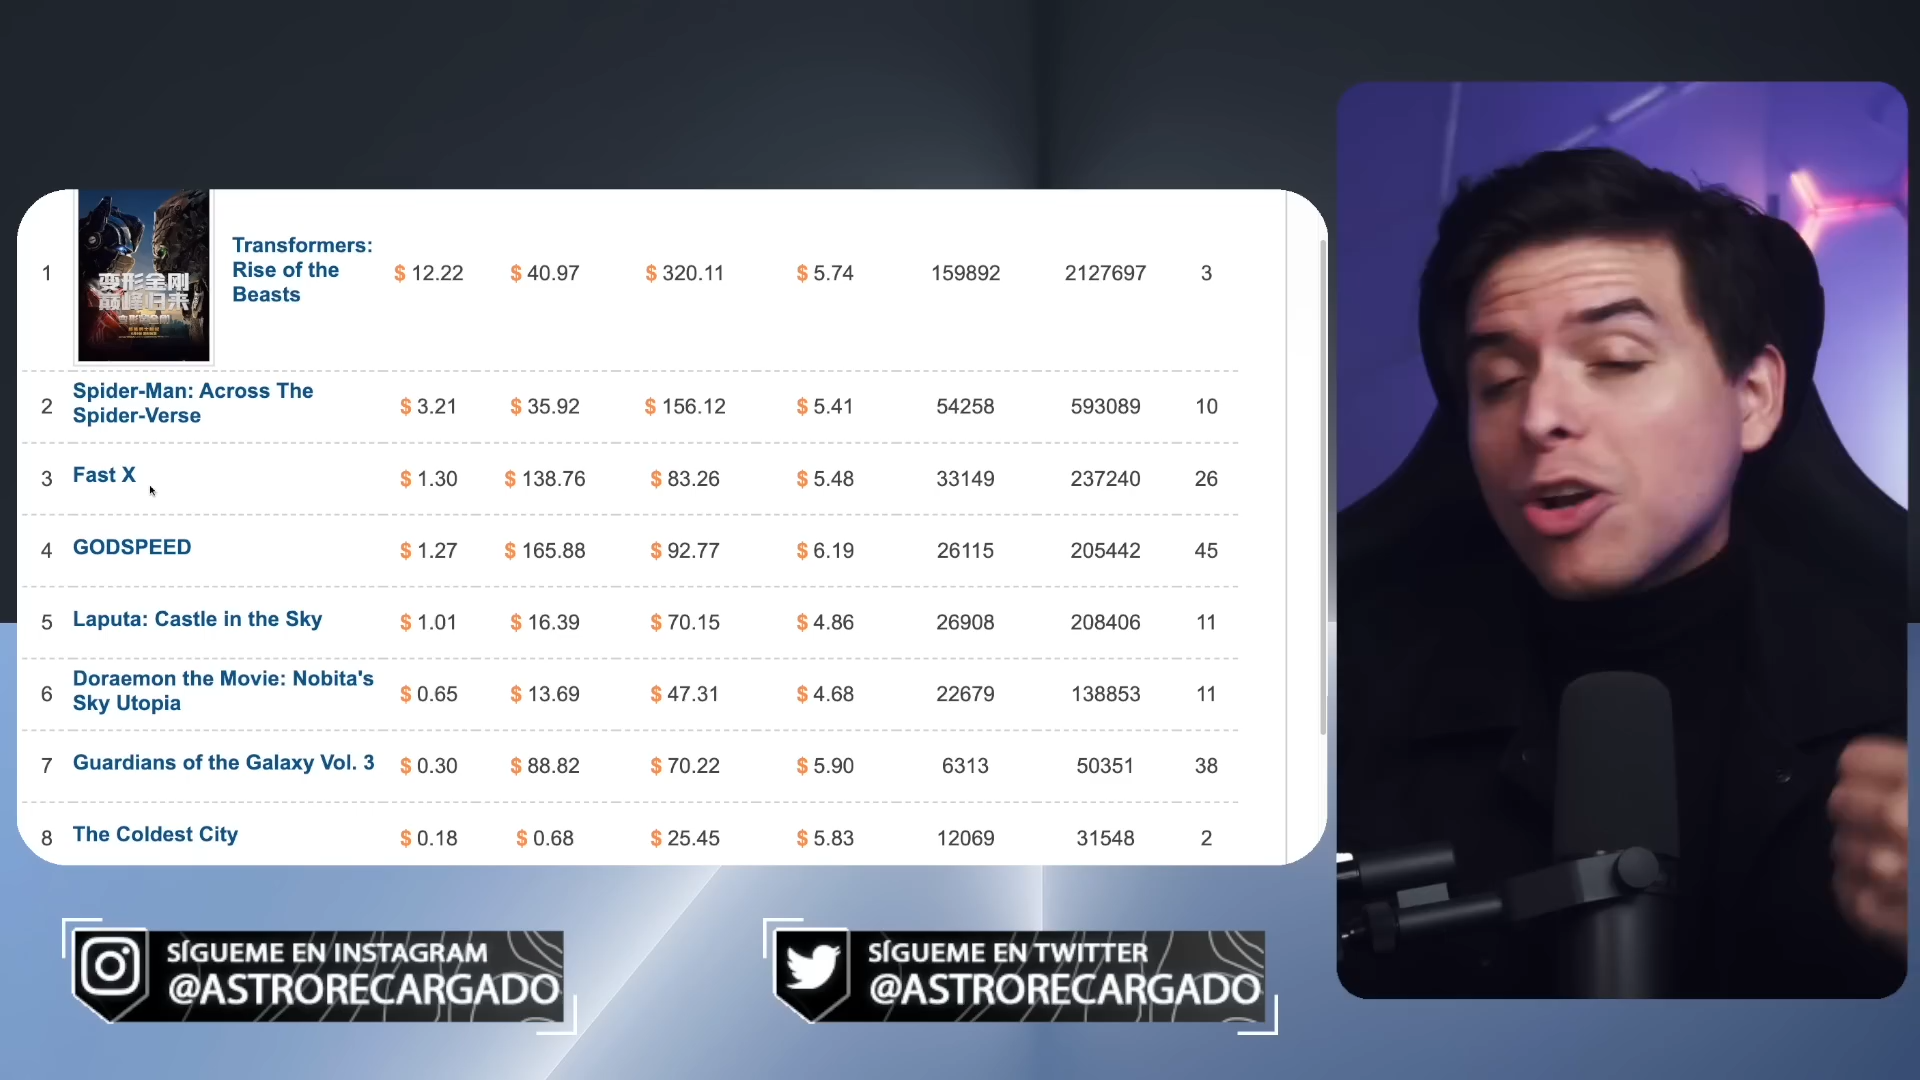 变形金刚
巅峰归来
1 Transformers: $ 12.22 $ 40.97 $ 320.11 $ 5.74 159892 2127697 3
Rise of the
Beasts
2 Spider-Man: Across The $ 3.21 $ 35.92 $ 156.12 $ 5.41 54258 593089 10
Spider-Verse
3 Fast X $ 1.30 $ 138.76 $ 83.26 $ 5.48 33149 237240 26
4 GODSPEED $ 1.27 $ 165.88 $ 92.77 $ 6.19 26115 205442 45
5 Laputa: Castle in the Sky $ 1.01 $ 16.39 $ 70.15 $ 4.86 26908 208406 11
6 Doraemon the Movie: Nobita's $ 0.65 $ 13.69 $ 47.31 $ 4.68 22679 138853 11
Sky Utopia
7 Guardians of the Galaxy Vol. 3 $ 0.30 $ 88.82 $ 70.22 $ 5.90 6313 50351 38
8 The Coldest City $ 0.18 $ 0.68 $ 25.45 $ 5.83 12069 31548 2
SÍGUEME EN INSTAGRAM
@ASTRORECARGADO
SÍGUEME EN TWITTER
@ASTRORECARGADO